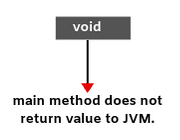 void
main method does not
return value to JVM.